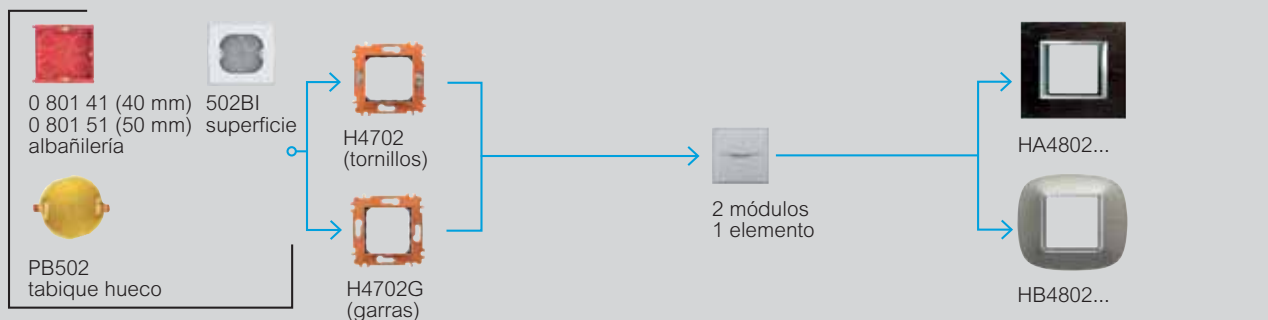 0 801 41 (40 mm)
0 801 51 (50 mm)
albañilería
502BI
superficie
PB502
tabique hueco
H4702
(tornillos)
H4702G
(garras)
2 módulos
1 elemento
HA4802...
HB4802...